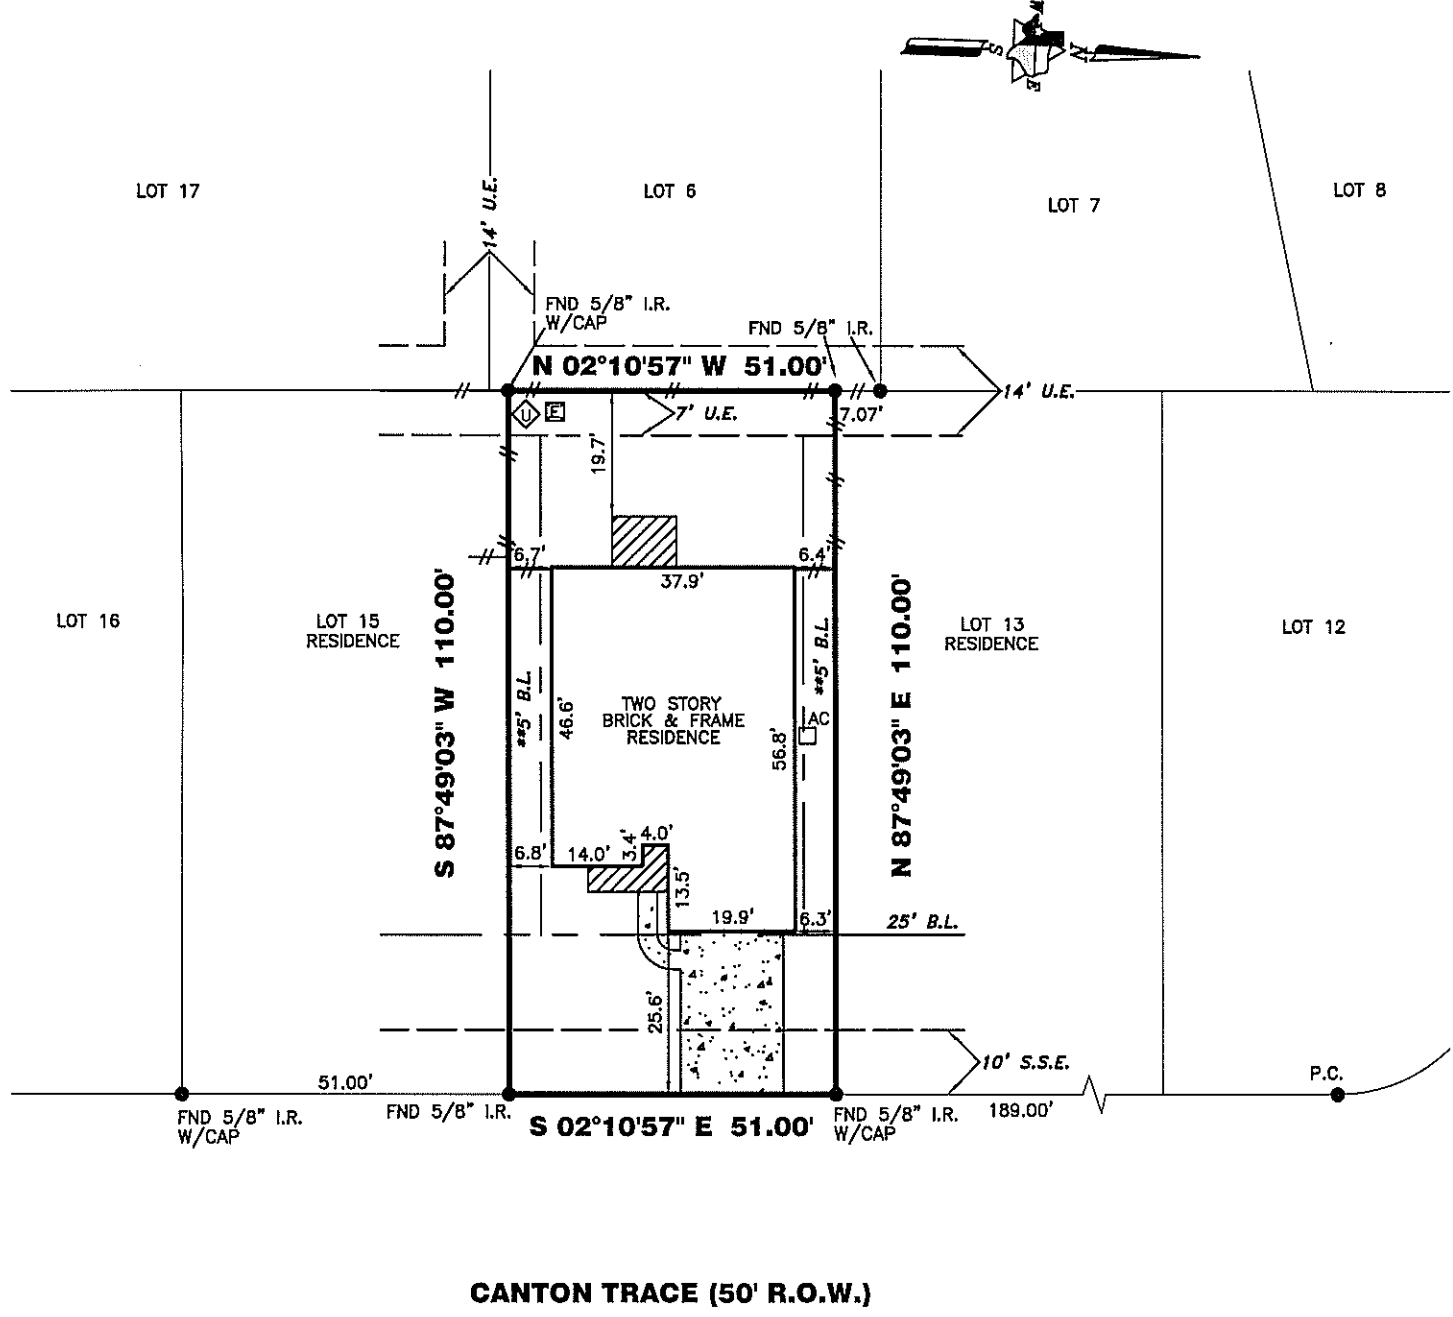 W
S
N
E
LOT 17
LOT 6
LOT 7
LOT 8
14' U.E.
FND 5/8" I.R.
W/CAP
FND 5/8" I.R.
N 02°10'57" W 51.00'
14' U.E.
U
E
7' U.E.
7.07'
19.7'
6.7'
6.4'
37.9'
LOT 16
LOT 15
RESIDENCE
S 87°49'03" W 110.00'
**5' B.L.
46.6'
TWO STORY
BRICK & FRAME
RESIDENCE
56.8'
**5' B.L.
AC
N 87°49'03" E 110.00'
LOT 13
RESIDENCE
LOT 12
6.8'
14.0'
3.4'
4.0'
13.5'
19.9'
6.3'
25' B.L.
25.6'
10' S.S.E.
P.C.
51.00'
FND 5/8" I.R.
W/CAP
FND 5/8" I.R.
S 02°10'57" E 51.00'
FND 5/8" I.R.
W/CAP
189.00'
CANTON TRACE (50' R.O.W.)